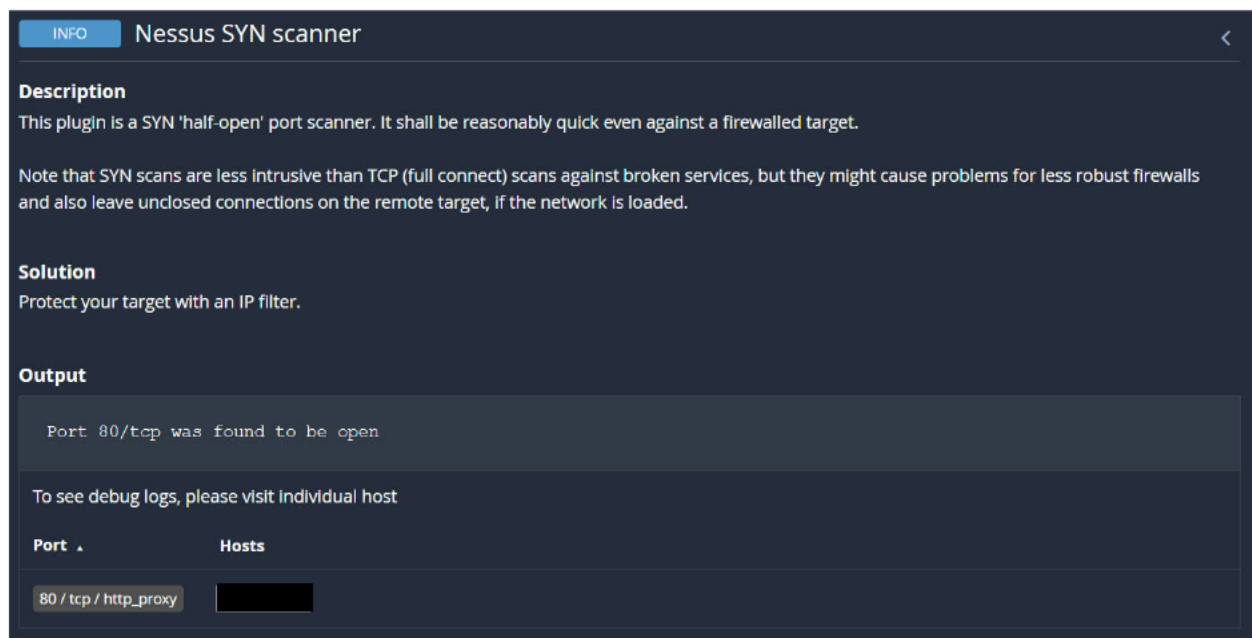 INFO Nessus SYN scanner
Description
This plugin is a SYN 'half-open' port scanner. It shall be reasonably quick even against a firewalled target.
Note that SYN scans are less intrusive than TCP (full connect) scans against broken services, but they might cause problems for less robust firewalls
and also leave unclosed connections on the remote target, if the network is loaded.
Solution
Protect your target with an IP filter.
Output
Port 80/tcp was found to be open
To see debug logs, please visit individual host
Port Hosts
80 / tcp / http_proxy